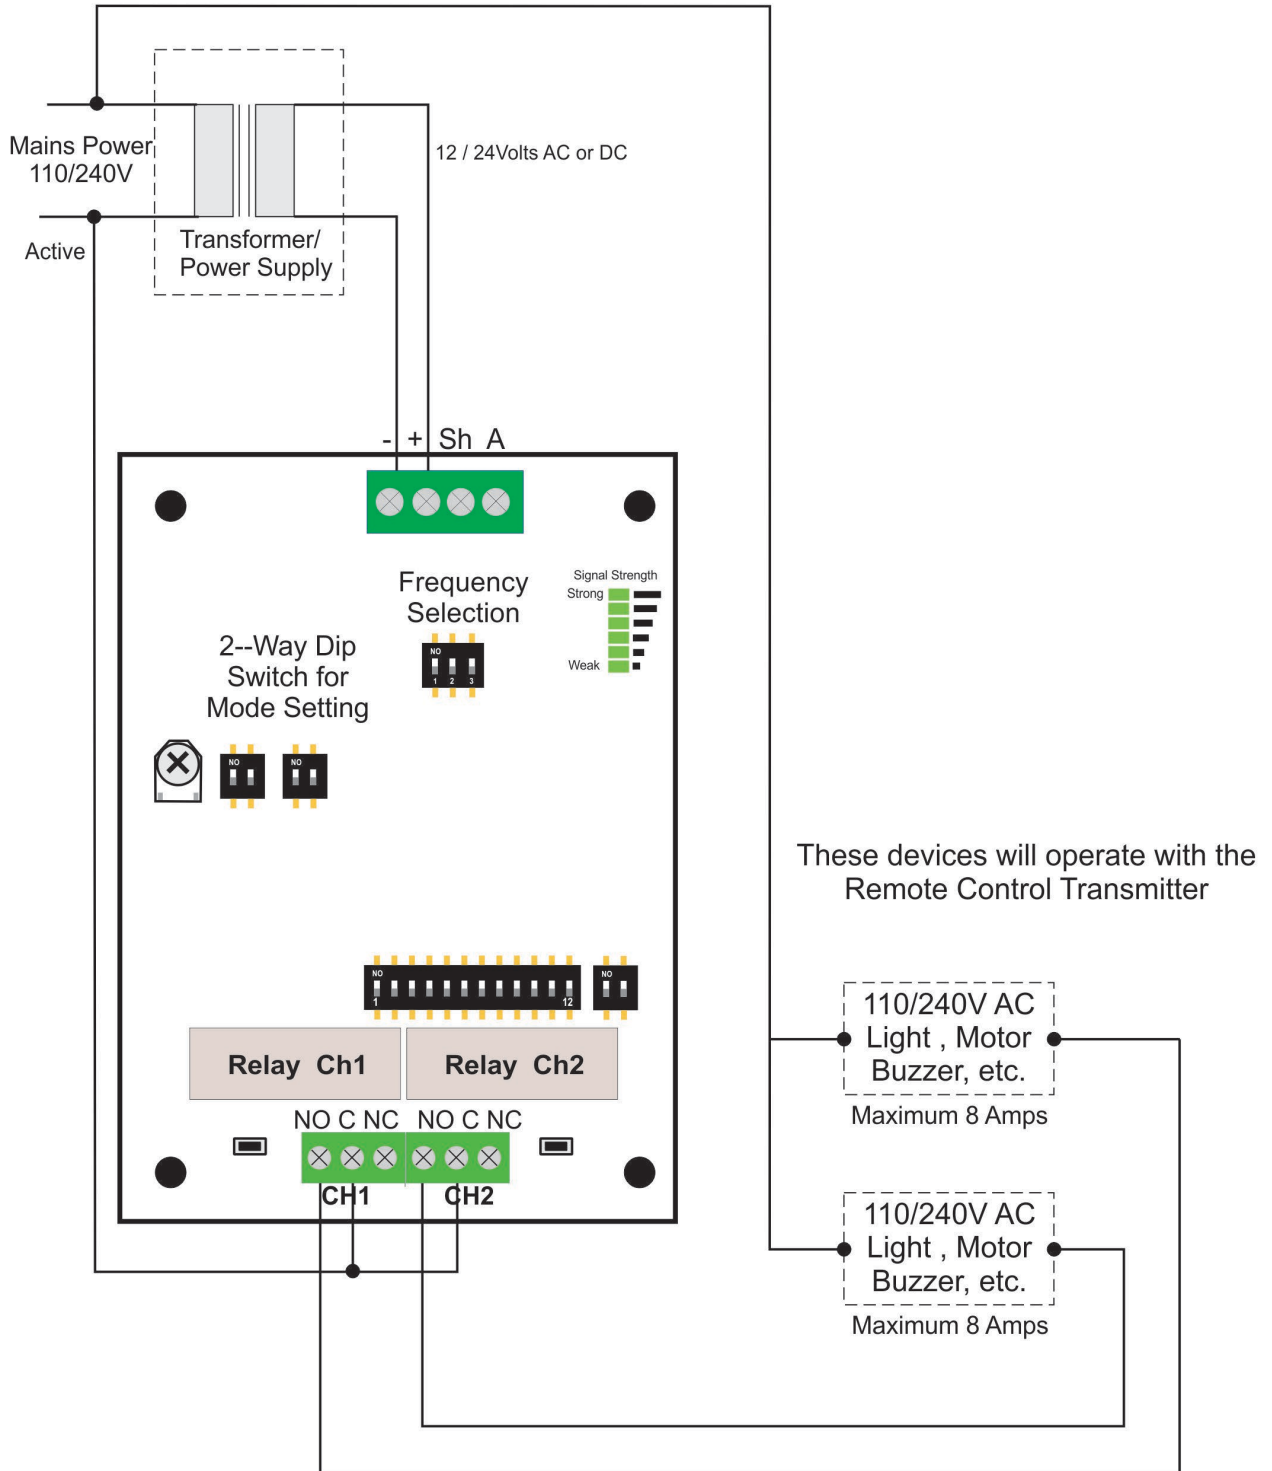 Mains Power
110/240V
12 / 24Volts AC or DC
Active
Transformer/
Power Supply
- + Sh A
Frequency
Selection
Signal Strength
Strong
Weak
NO
1 2 3
2--Way Dip
Switch for
Mode Setting
NO
NO
These devices will operate with the
Remote Control Transmitter
NO
1
12
NO
110/240V AC
Light , Motor
Buzzer, etc.
Maximum 8 Amps
Relay Ch1
Relay Ch2
NO C NC
NO C NC
CH1
CH2
110/240V AC
Light , Motor
Buzzer, etc.
Maximum 8 Amps